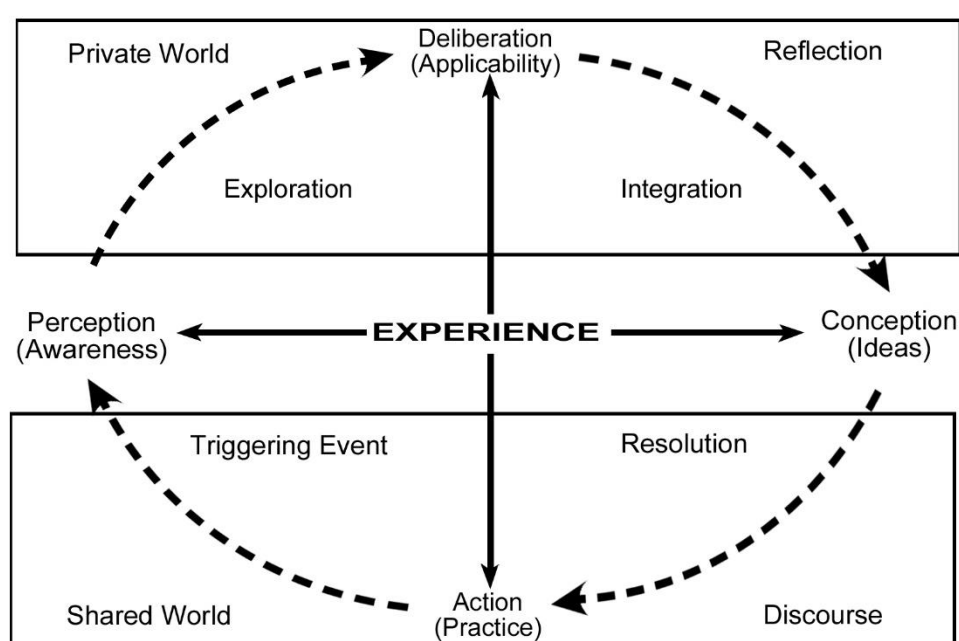 Private World
Deliberation
(Applicability)
Reflection
Exploration
Integration
Perception
(Awareness)
EXPERIENCE
Conception
(Ideas)
Triggering Event
Resolution
Shared World
Action
(Practice)
Discourse